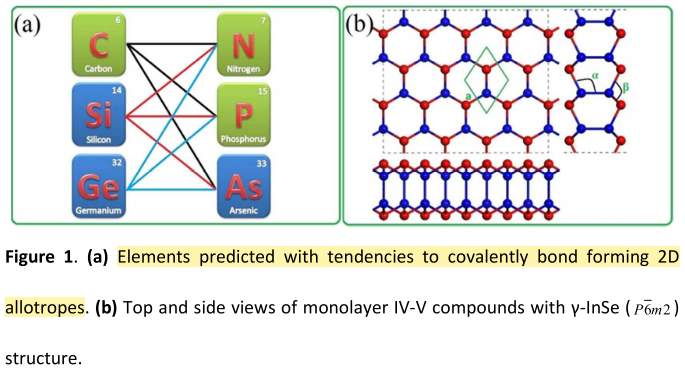 (a)
6
C
Carbon
7
N
Nitrogen
14
Si
Silicon
15
P
Phosphorus
32
Ge
Germanium
33
As
Arsenic
(b)
a
α
β
Figure 1. (a) Elements predicted with tendencies to covalently bond forming 2D
allotropes. (b) Top and side views of monolayer IV-V compounds with γ-InSe (P6̅m2)
structure.